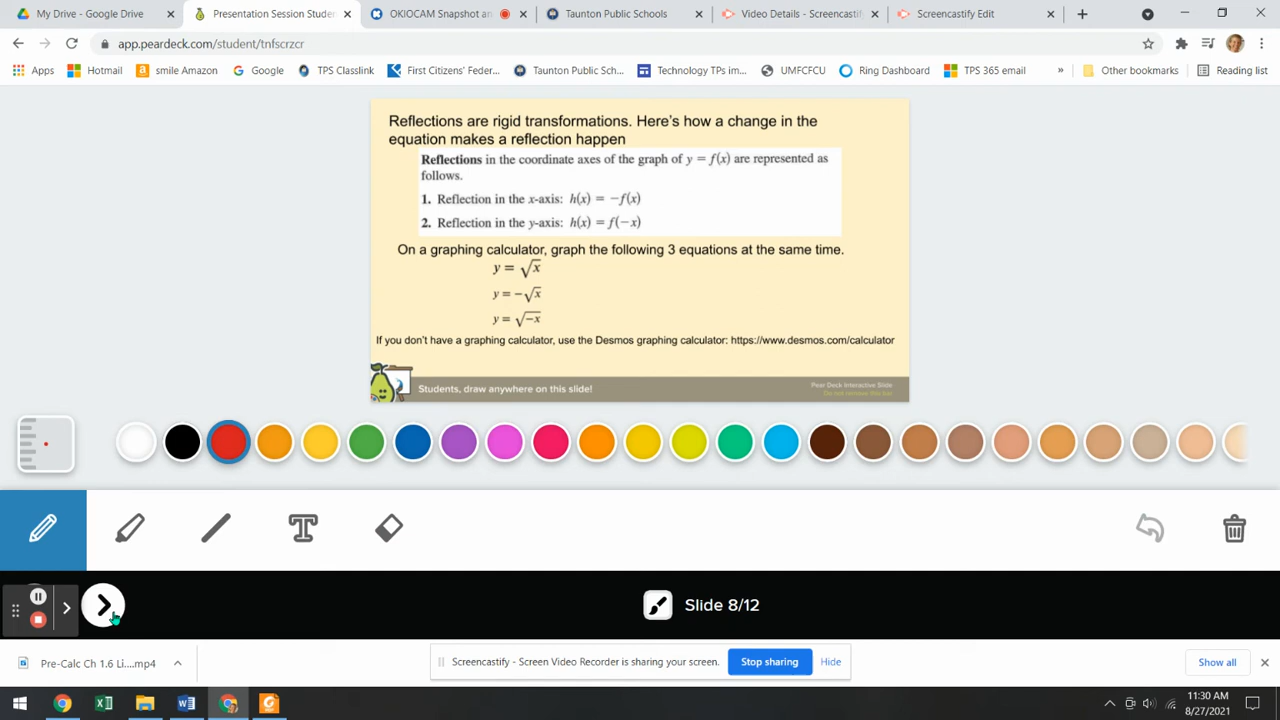 My Drive - Google Drive
Presentation Session Studen
OKIOCAM Snapshot an
Taunton Public Schools
Video Details - Screencastif
Screencastify Edit
app.peardeck.com/student/tnfscrzcr
Apps
Hotmail
smile Amazon
Google
TPS Classlink
First Citizens' Feder...
Taunton Public Sch...
Technology TPs im...
UMFCFCU
Ring Dashboard
TPS 365 email
»
Other bookmarks
Reading list
Reflections are rigid transformations. Here's how a change in the
equation makes a reflection happen
Reflections in the coordinate axes of the graph of y = f(x) are represented as
follows.
1. Reflection in the x-axis: h(x) = −f(x)
2. Reflection in the y-axis: h(x) = f(−x)
On a graphing calculator, graph the following 3 equations at the same time.
y = √x
y = −√x
y = √−x
If you don't have a graphing calculator, use the Desmos graphing calculator: https://www.desmos.com/calculator
Students, draw anywhere on this slide!
Pear Deck Interactive Slide
Do not remove this bar
T
Slide 8/12
Pre-Calc Ch 1.6 Li....mp4
Screencastify - Screen Video Recorder is sharing your screen.
Stop sharing
Hide
Show all
11:30 AM
8/27/2021